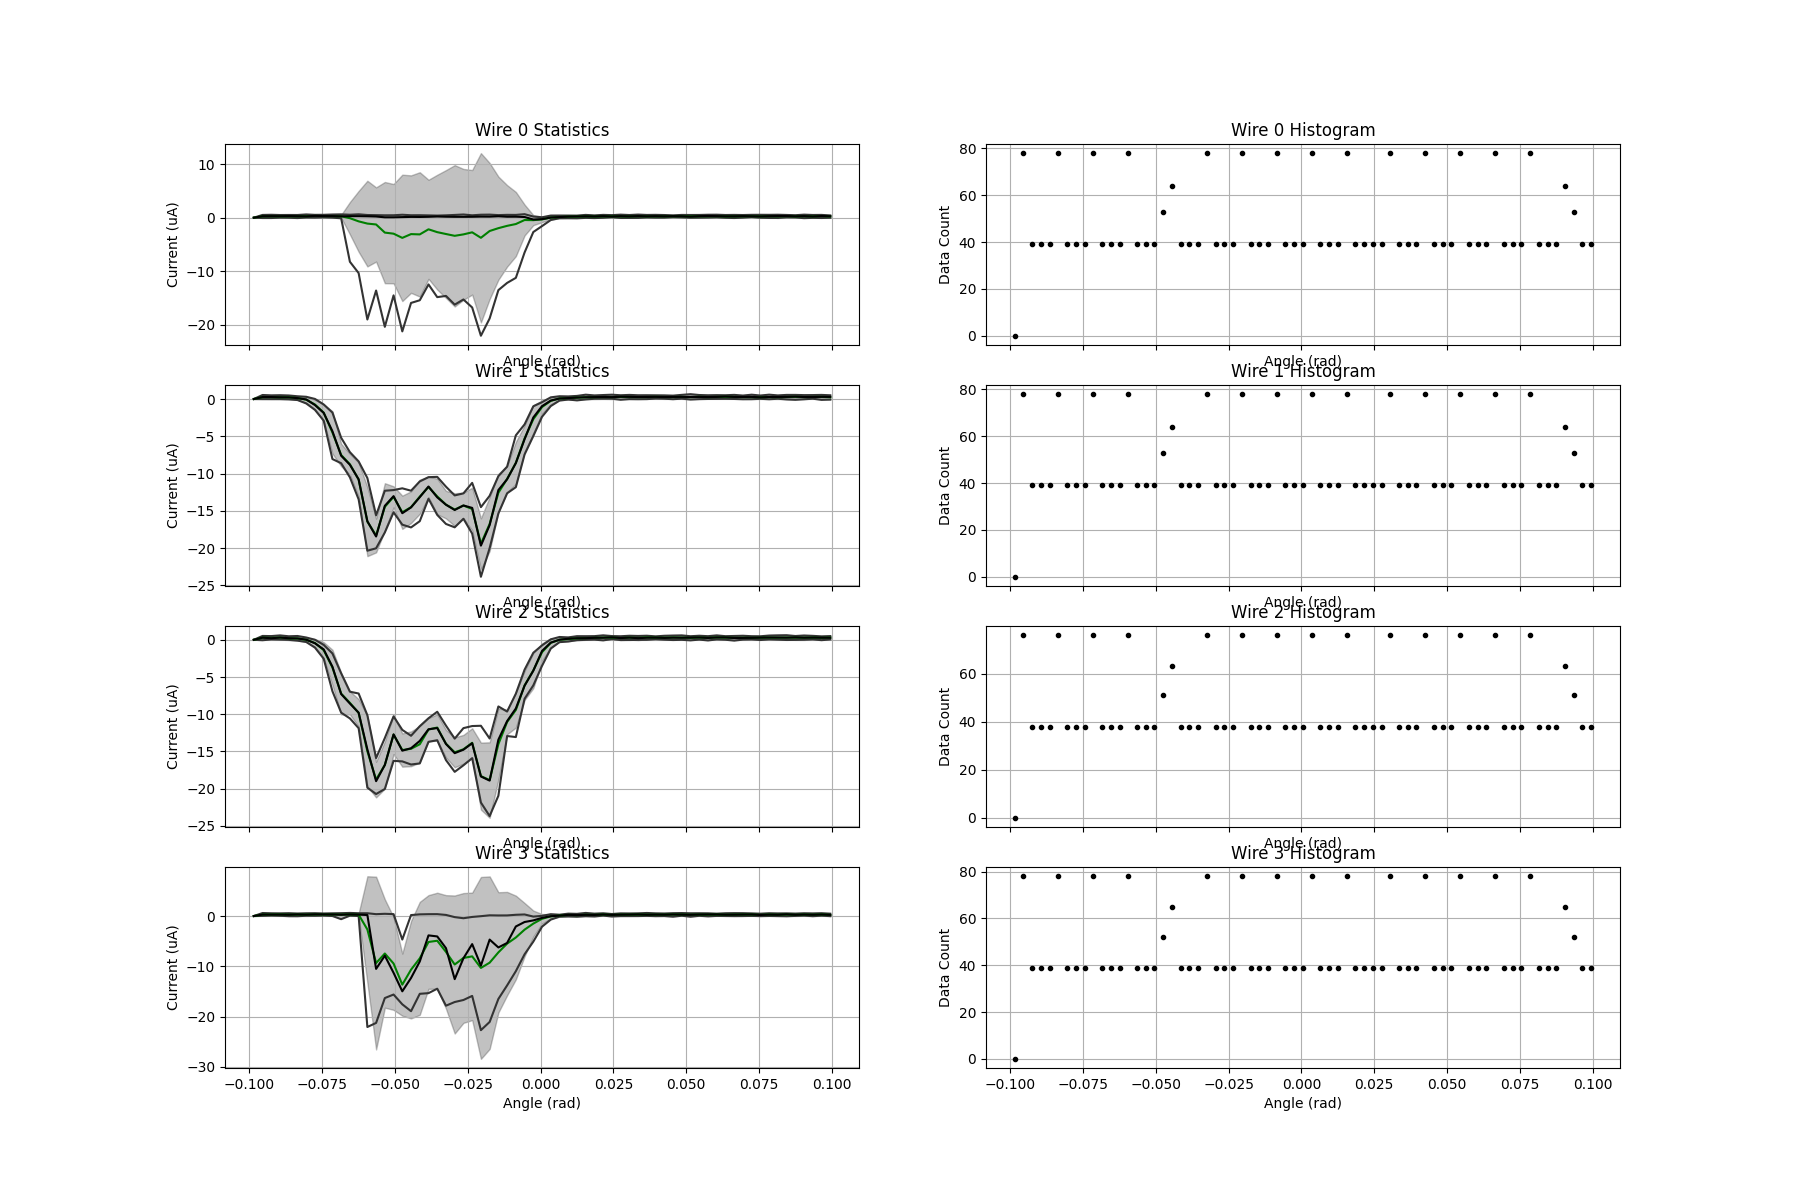 Wire 0 Statistics
Current (uA)
10
0
−10
−20
Angle (rad)
Wire 0 Histogram
Data Count
80
60
40
20
0
Angle (rad)
Wire 1 Statistics
Current (uA)
0
−5
−10
−15
−20
−25
Angle (rad)
Wire 1 Histogram
Data Count
80
60
40
20
0
Angle (rad)
Wire 2 Statistics
Current (uA)
0
−5
−10
−15
−20
−25
Angle (rad)
Wire 2 Histogram
Data Count
60
40
20
0
Angle (rad)
Wire 3 Statistics
Current (uA)
0
−10
−20
−30
−0.100 −0.075 −0.050 −0.025 0.000 0.025 0.050 0.075 0.100
Angle (rad)
Wire 3 Histogram
Data Count
80
60
40
20
0
−0.100 −0.075 −0.050 −0.025 0.000 0.025 0.050 0.075 0.100
Angle (rad)